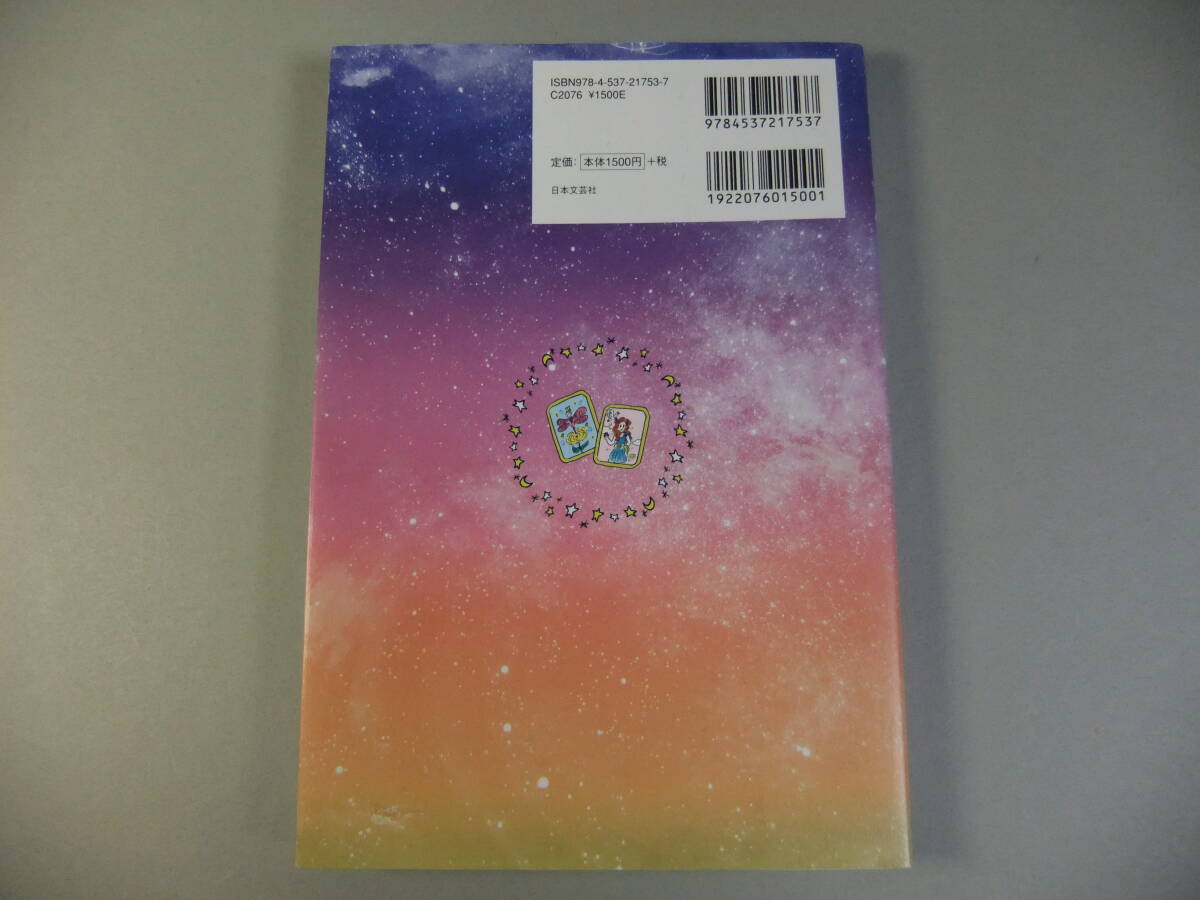 ISBN978-4-537-21753-7
C2076 ¥1500E
9784537217537
定価: 本体1500円 +税
1922076015001
日本文芸社